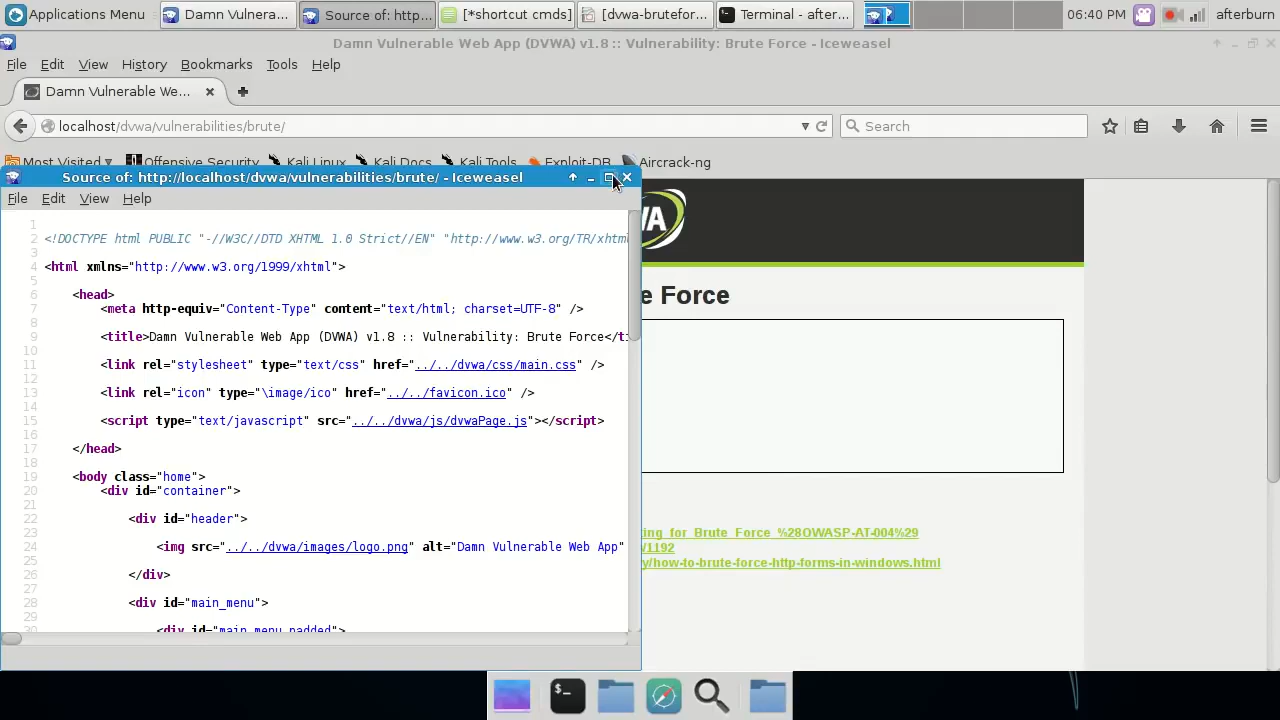 Applications Menu
Damn Vulnera...
Source of: http...
[*shortcut cmds]
[dvwa-brutefor...
Terminal - after...
06:40 PM
afterburn
Damn Vulnerable Web App (DVWA) v1.8 :: Vulnerability: Brute Force - Iceweasel
File Edit View History Bookmarks Tools Help
Damn Vulnerable We...
localhost/dvwa/vulnerabilities/brute/
Search
Most Visited
Offensive Security
Kali Linux
Kali Docs
Kali Tools
Exploit-DB
Aircrack-ng
Source of: http://localhost/dvwa/vulnerabilities/brute/ - Iceweasel
File Edit View Help
1
2 <!DOCTYPE html PUBLIC "-//W3C//DTD XHTML 1.0 Strict//EN" "http://www.w3.org/TR/xhtm
3
4 <html xmlns="http://www.w3.org/1999/xhtml">
5
6 <head>
7 <meta http-equiv="Content-Type" content="text/html; charset=UTF-8" />
8
9 <title>Damn Vulnerable Web App (DVWA) v1.8 :: Vulnerability: Brute Force</ti
10
11 <link rel="stylesheet" type="text/css" href="../../dvwa/css/main.css" />
12
13 <link rel="icon" type="\image/ico" href="../../favicon.ico" />
14
15 <script type="text/javascript" src="../../dvwa/js/dvwaPage.js"></script>
16
17 </head>
18
19 <body class="home">
20 <div id="container">
21
22 <div id="header">
23
24 <img src="../../dvwa/images/logo.png" alt="Damn Vulnerable Web App"
25
26 </div>
27
28 <div id="main_menu">
29
30 <div id="main_menu_padded">
WA
e Force
ting_for_Brute_Force_%28OWASP-AT-004%29
/1192
y/how-to-brute-force-http-forms-in-windows.html